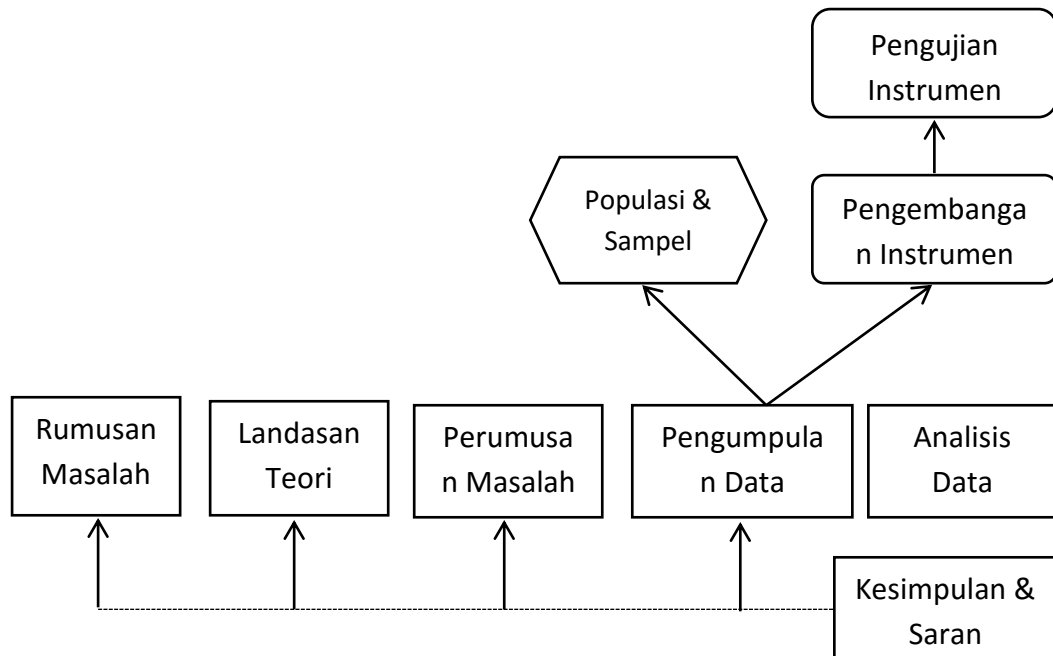 Pengujian
Instrumen
Populasi &
Sampel
Pengembanga
n Instrumen
Rumusan
Masalah
Landasan
Teori
Perumusa
n Masalah
Pengumpula
n Data
Analisis
Data
Kesimpulan &
Saran